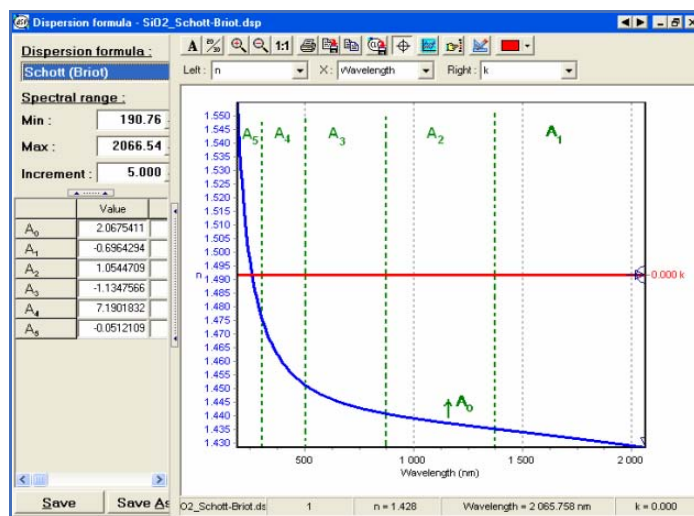 Dispersion formula - SiO2_Schott-Briot.dsp
Dispersion formula :
Schott (Briot)
Spectral range :
Min : 190.76
Max : 2066.54
Increment : 5.000
Value
A0 2.0675411
A1 -0.6964294
A2 1.0544709
A3 -1.1347566
A4 7.1901832
A5 -0.0512109
Save Save As
A 1:1
Left : n X : Wavelength Right : k
1.550
1.545
1.540
1.535
1.530
1.525
1.520
1.515
1.510
1.505
1.500
1.495
n 1.490
1.485
1.480
1.475
1.470
1.465
1.460
1.455
1.450
1.445
1.440
1.435
1.430
A5 A4 A3 A2 A1
0.000 k
A0
500 1 000 1 500 2 000
Wavelength (nm)
O2_Schott-Briot.ds 1 n = 1.428 Wavelength = 2 065.758 nm k = 0.000